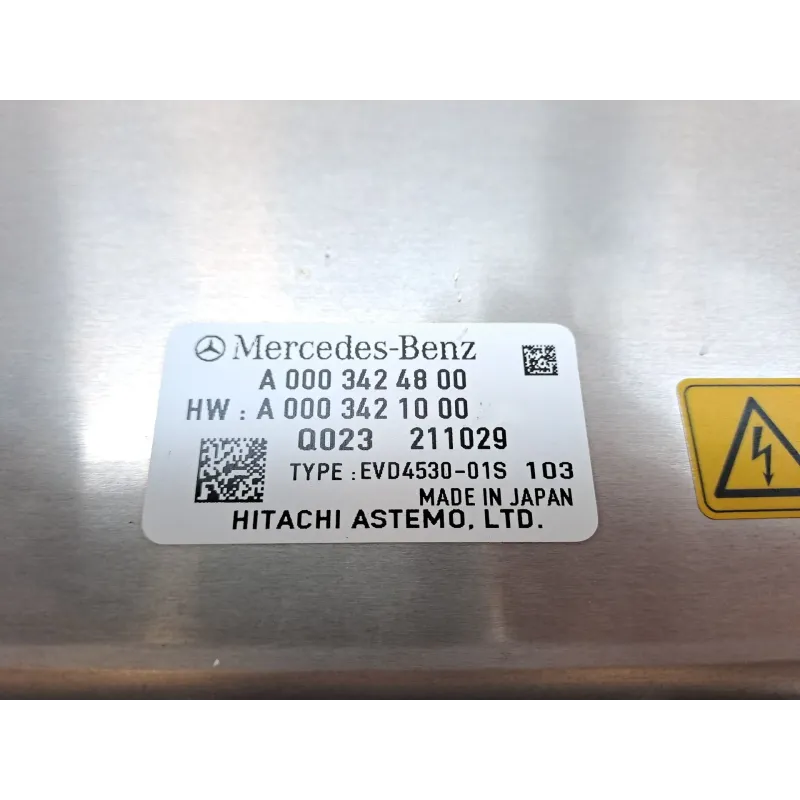 Mercedes-Benz
A 000 342 48 00
HW : A 000 342 10 00
Q023 211029
TYPE : EVD4530-01S 103
MADE IN JAPAN
HITACHI ASTEMO, LTD.